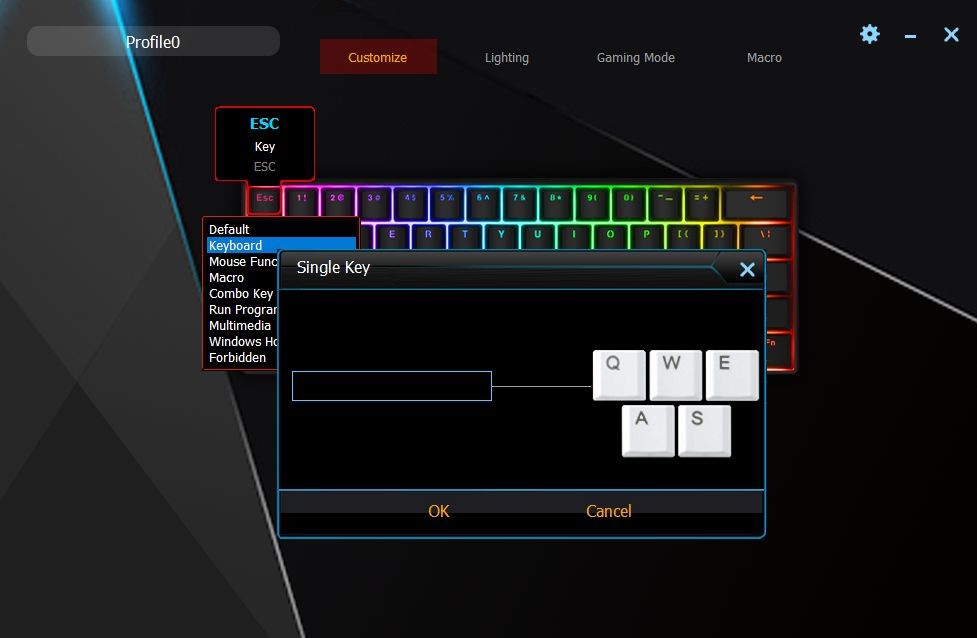 Profile0
Customize Lighting Gaming Mode Macro
ESC
Key
ESC
Esc 1! 2@ 3# 4$ 5% 6^ 7& 8* 9( 0) -_ =+ ←
E R T Y U I O P [{ ]} \¦
Default
Keyboard
Mouse Func
Macro
Combo Key
Run Progran
Multimedia
Windows Ho
Forbidden
Fn
Single Key
Q W E
A S
OK Cancel